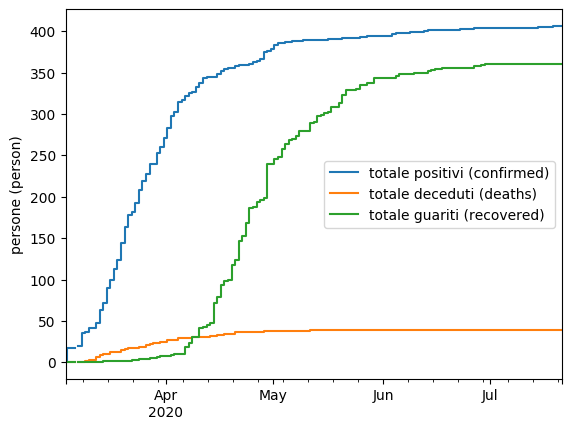 400
350
300
250
200
150
100
50
0
persone (person)
totale positivi (confirmed)
totale deceduti (deaths)
totale guariti (recovered)
Apr May Jun Jul
2020